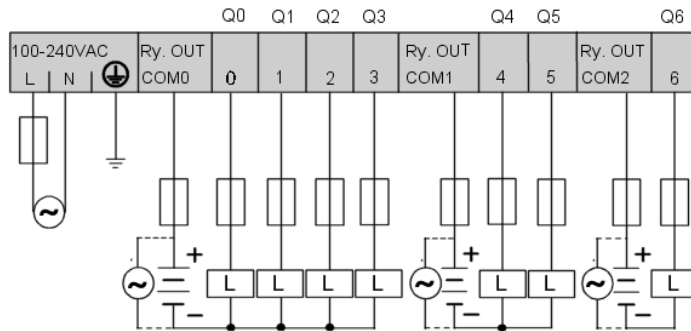 Q0 Q1 Q2 Q3 Q4 Q5 Q6
100-240VAC Ry. OUT Ry. OUT Ry. OUT
L N COM0 0 1 2 3 COM1 4 5 COM2 6
~
+ + +
~ L L L L ~ L L ~ L
− − −